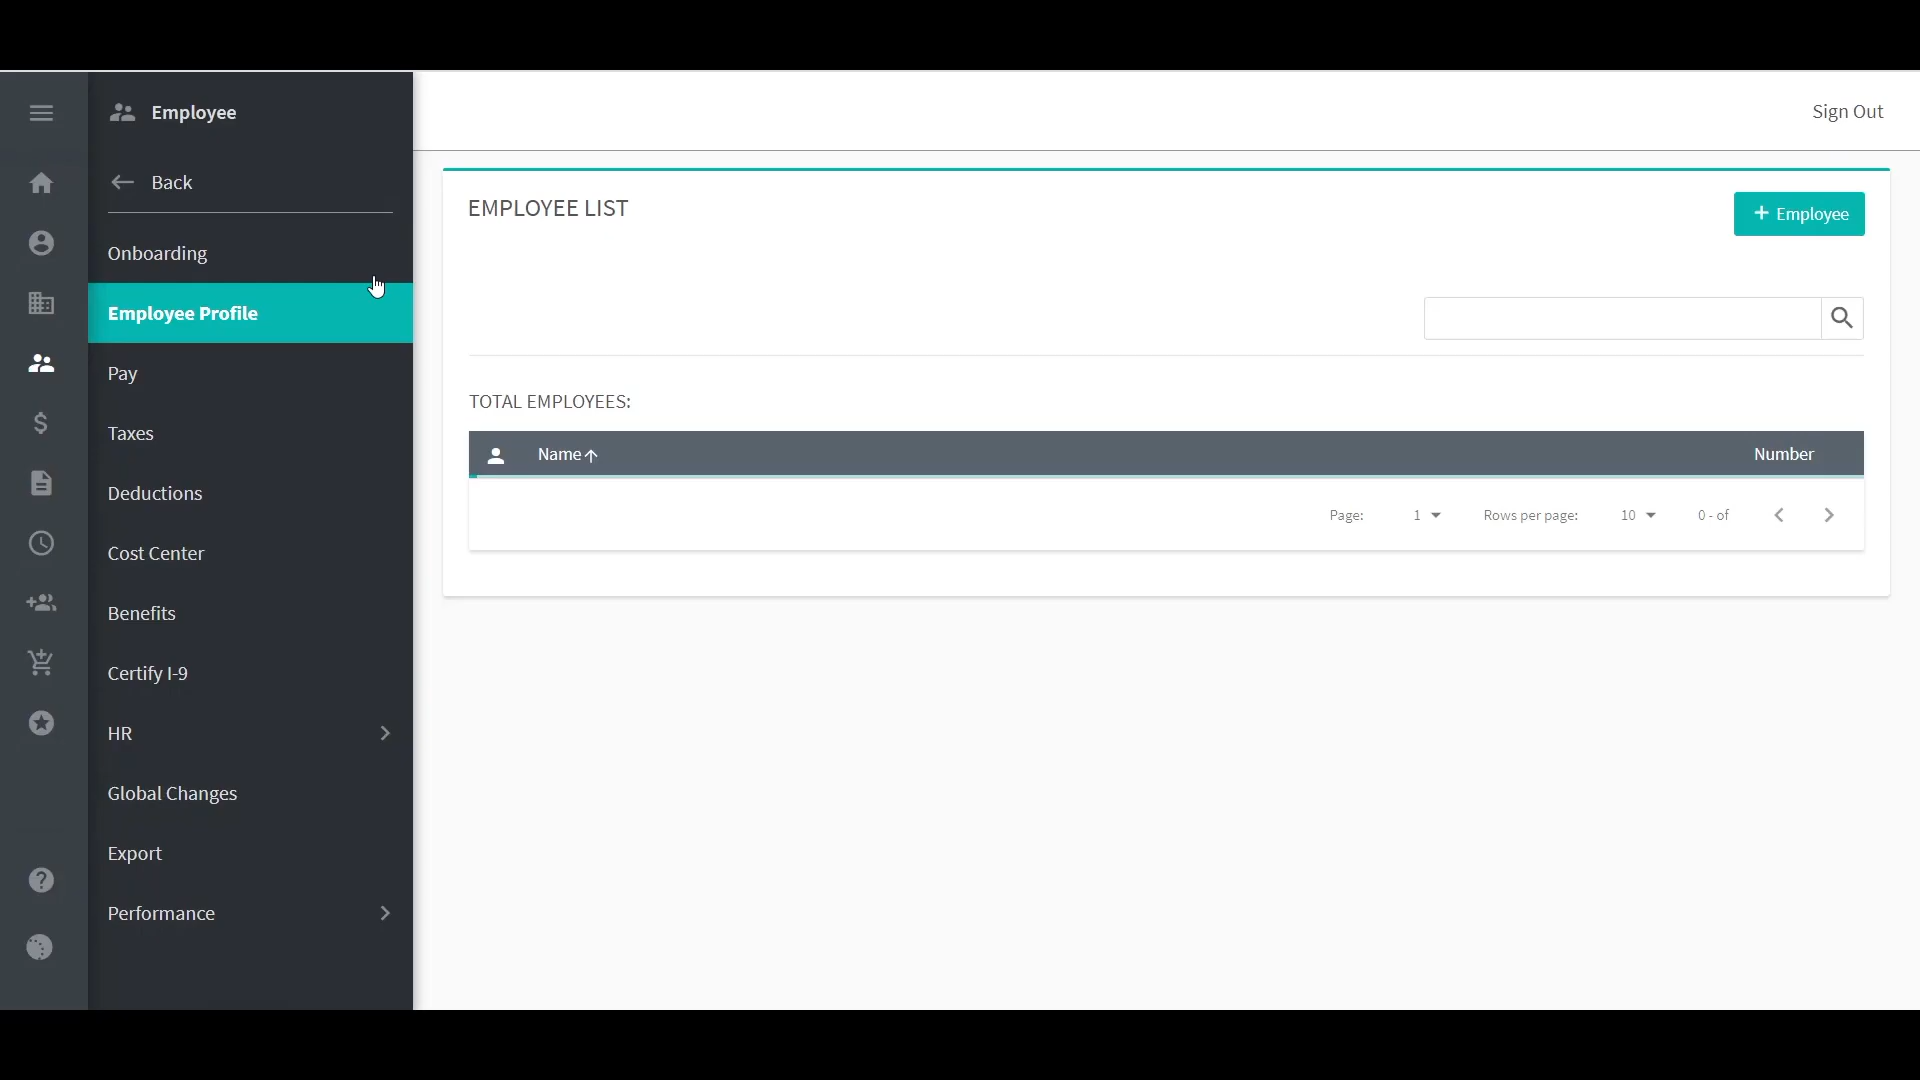 Employee
Back
Onboarding
Employee Profile
Pay
Taxes
Deductions
Cost Center
Benefits
Certify I-9
HR
Global Changes
Export
Performance
Sign Out
EMPLOYEE LIST
+ Employee
TOTAL EMPLOYEES:
Name Number
Page: 1 Rows per page: 10 0 - of